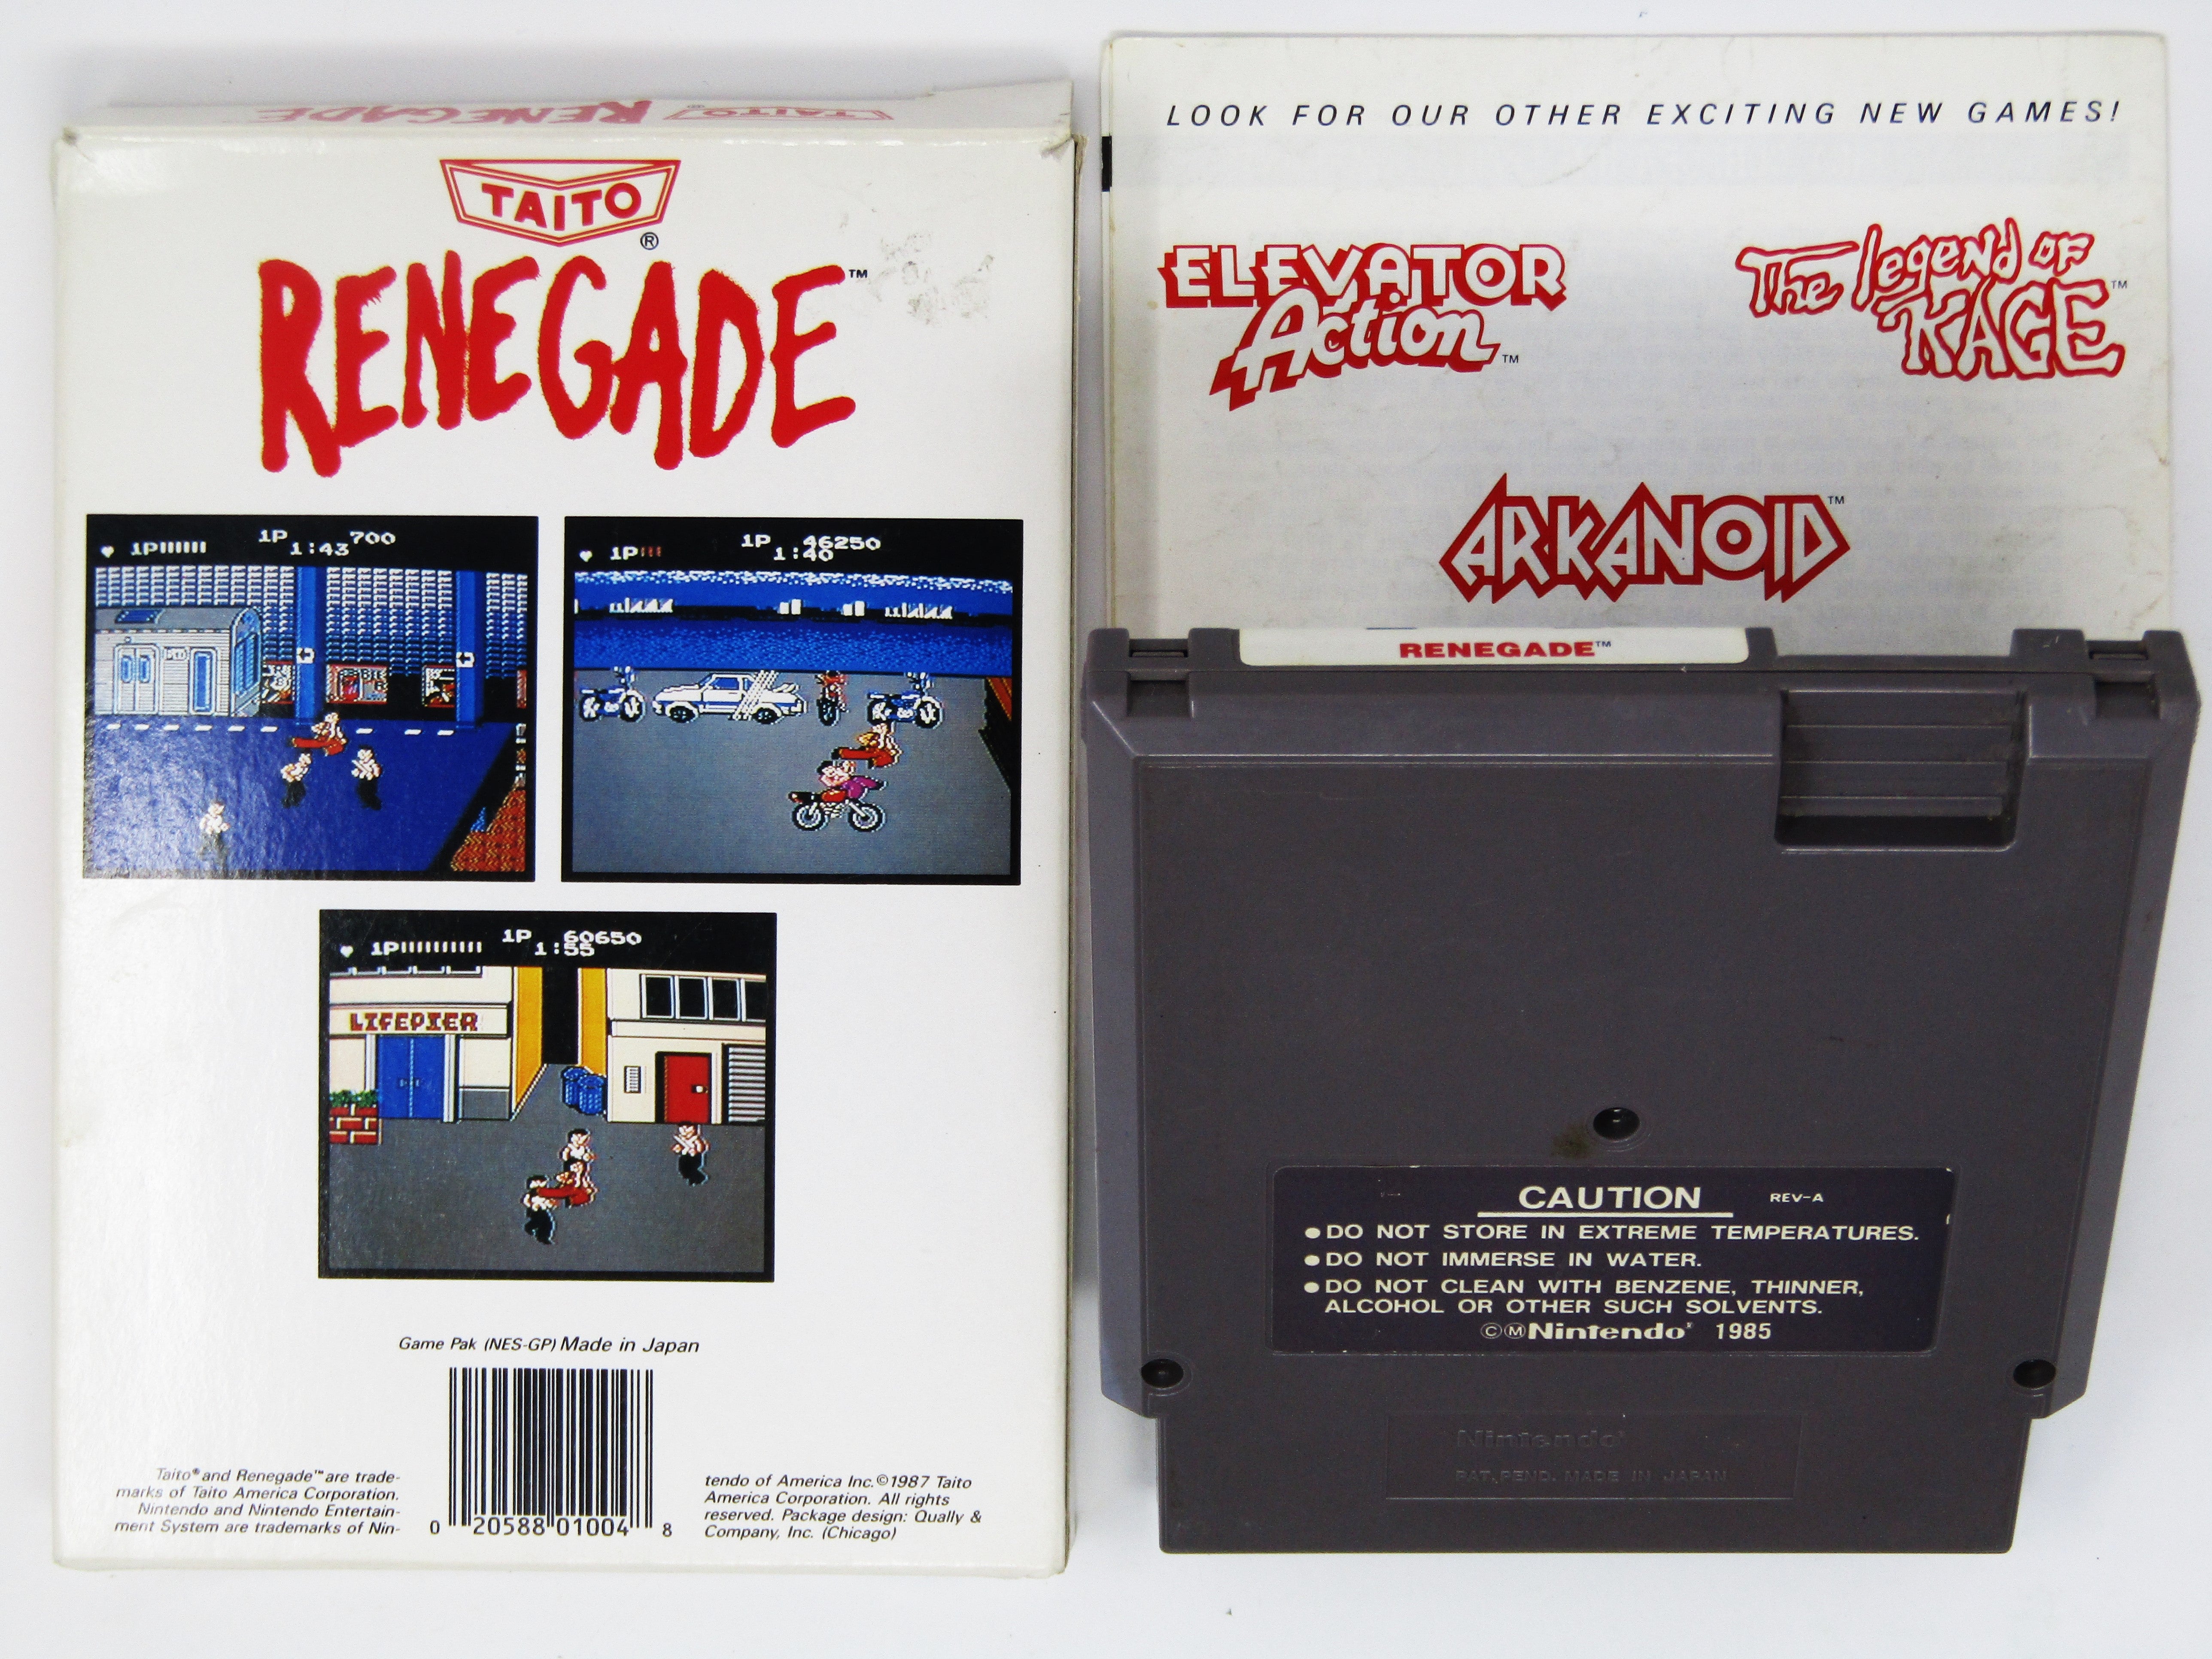 TAITO RENEGADE
TAITO®
RENEGADE™
1P 1P 700
1:43
1P 1P 46250
1:40
1P 1P 60650
1:55
LIFEPIER
Game Pak (NES-GP) Made in Japan
Taito® and Renegade™ are trade-
marks of Taito America Corporation.
Nintendo and Nintendo Entertain-
ment System are trademarks of Nin-
0 20588 01004 8
tendo of America Inc. ©1987 Taito
America Corporation. All rights
reserved. Package design: Qually &
Company, Inc. (Chicago)
LOOK FOR OUR OTHER EXCITING NEW GAMES!
ELEVATOR
Action™
The Legend of
KAGE™
ARKANOID™
RENEGADE™
CAUTION REV-A
●DO NOT STORE IN EXTREME TEMPERATURES.
●DO NOT IMMERSE IN WATER.
●DO NOT CLEAN WITH BENZENE, THINNER,
ALCOHOL OR OTHER SUCH SOLVENTS.
©ⓂNintendo® 1985
Nintendo®
PAT. PEND. MADE IN JAPAN